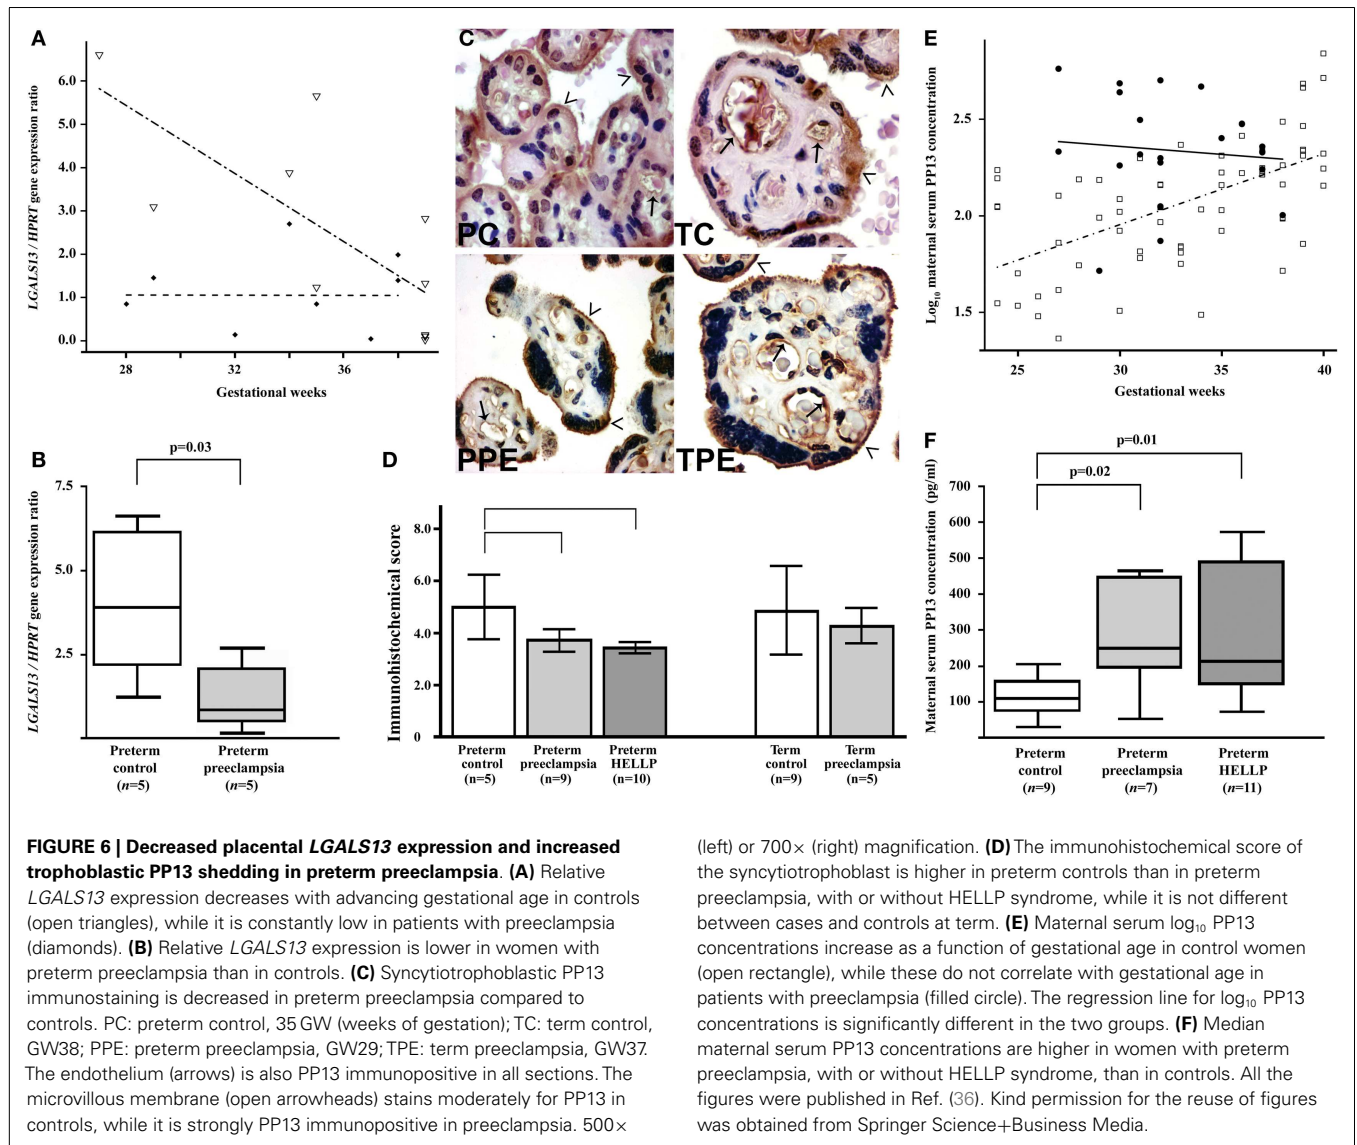 A
LGALS13 / HPRT gene expression ratio
6.0
5.0
4.0
3.0
2.0
1.0
0.0
28
32
36
Gestational weeks
B
p=0.03
LGALS13 / HPRT gene expression ratio
7.5
5.0
2.5
Preterm
control
(n=5)
Preterm
preeclampsia
(n=5)
C
PC
TC
PPE
TPE
D
Immunohistochemical score
8.0
6.0
4.0
2.0
0
Preterm
control
(n=5)
Preterm
preeclampsia
(n=9)
Preterm
HELLP
(n=10)
Term
control
(n=9)
Term
preeclampsia
(n=5)
E
Log10 maternal serum PP13 concentration
2.5
2.0
1.5
25
30
35
40
Gestational weeks
F
p=0.01
p=0.02
Maternal serum PP13 concentration (pg/ml)
700
600
500
400
300
200
100
Preterm
control
(n=9)
Preterm
preeclampsia
(n=7)
Preterm
HELLP
(n=11)
FIGURE 6 | Decreased placental LGALS13 expression and increased
trophoblastic PP13 shedding in preterm preeclampsia. (A) Relative
LGALS13 expression decreases with advancing gestational age in controls
(open triangles), while it is constantly low in patients with preeclampsia
(diamonds). (B) Relative LGALS13 expression is lower in women with
preterm preeclampsia than in controls. (C) Syncytiotrophoblastic PP13
immunostaining is decreased in preterm preeclampsia compared to
controls. PC: preterm control, 35 GW (weeks of gestation); TC: term control,
GW38; PPE: preterm preeclampsia, GW29; TPE: term preeclampsia, GW37.
The endothelium (arrows) is also PP13 immunopositive in all sections. The
microvillous membrane (open arrowheads) stains moderately for PP13 in
controls, while it is strongly PP13 immunopositive in preeclampsia. 500×
(left) or 700× (right) magnification. (D) The immunohistochemical score of
the syncytiotrophoblast is higher in preterm controls than in preterm
preeclampsia, with or without HELLP syndrome, while it is not different
between cases and controls at term. (E) Maternal serum log10 PP13
concentrations increase as a function of gestational age in control women
(open rectangle), while these do not correlate with gestational age in
patients with preeclampsia (filled circle). The regression line for log10 PP13
concentrations is significantly different in the two groups. (F) Median
maternal serum PP13 concentrations are higher in women with preterm
preeclampsia, with or without HELLP syndrome, than in controls. All the
figures were published in Ref. (36). Kind permission for the reuse of figures
was obtained from Springer Science+Business Media.